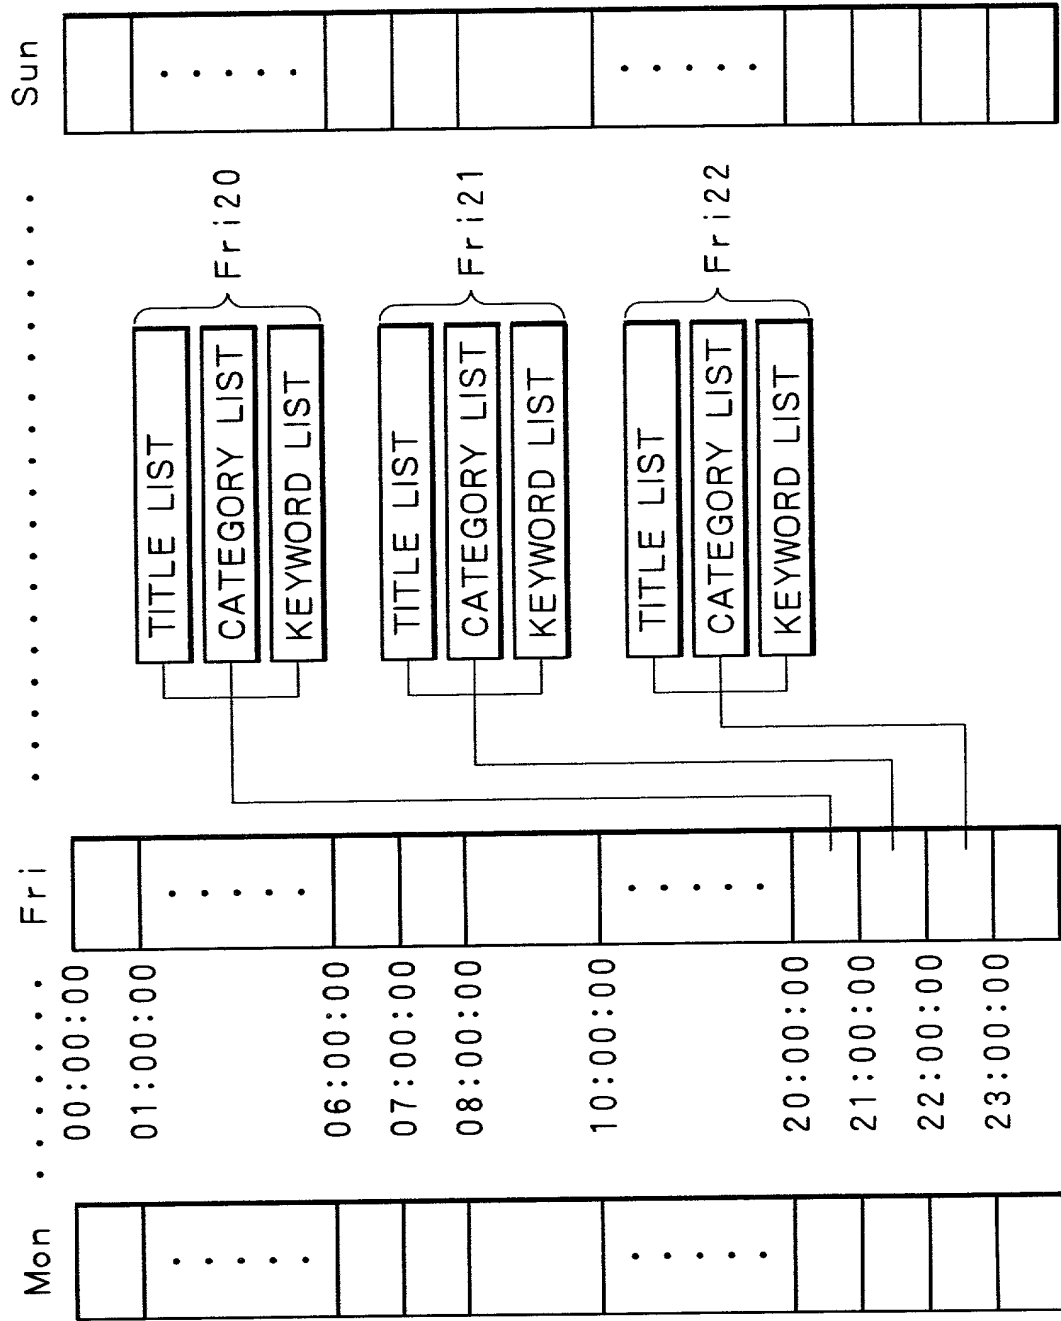 Mon ........ Fri ................ Sun
00:00:00
01:00:00
06:00:00
07:00:00
08:00:00
10:00:00
20:00:00
21:00:00
22:00:00
23:00:00
TITLE LIST
CATEGORY LIST
KEYWORD LIST
Fri20
TITLE LIST
CATEGORY LIST
KEYWORD LIST
Fri21
TITLE LIST
CATEGORY LIST
KEYWORD LIST
Fri22